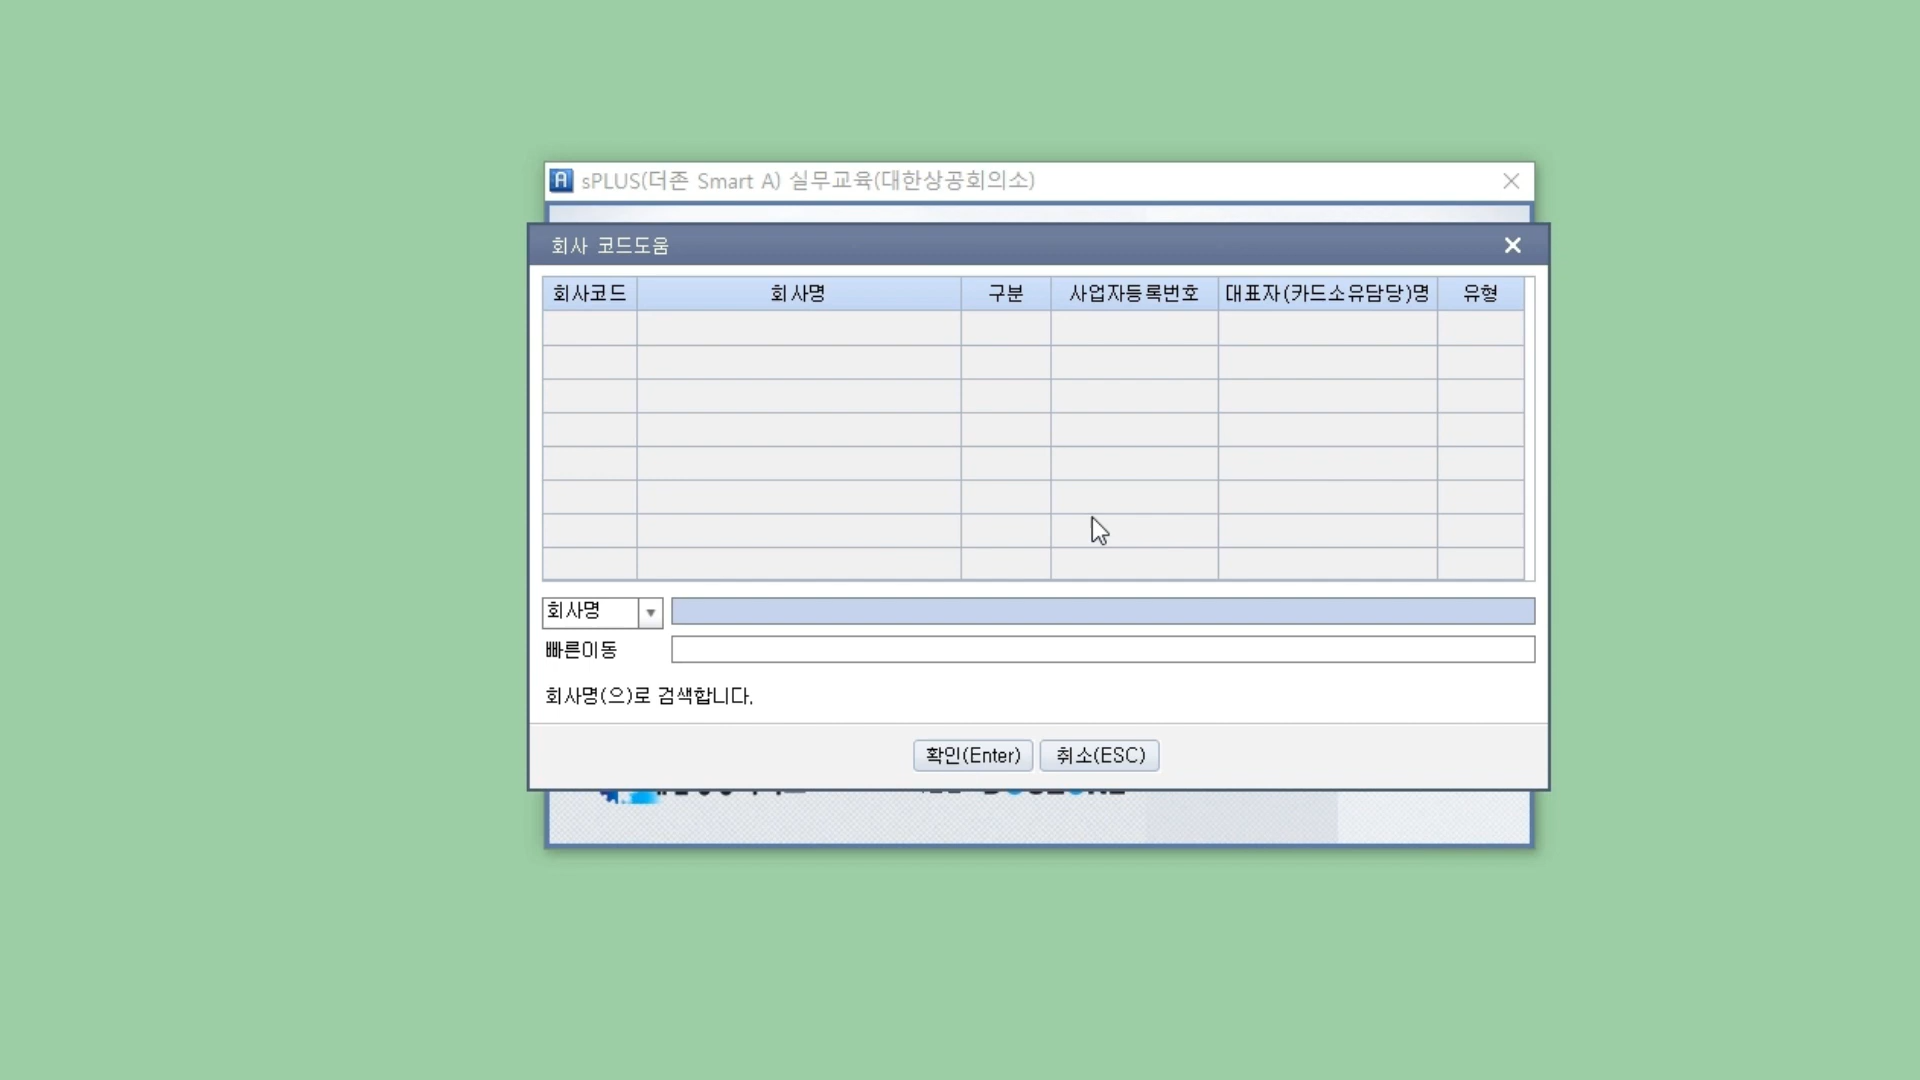 sPLUS(더존 Smart A) 실무교육(대한상공회의소)
회사 코드도움
회사코드 회사명 구분 사업자등록번호 대표자(카드소유담당)명 유형
회사명
빠른이동
회사명(으)로 검색합니다.
확인(Enter) 취소(ESC)